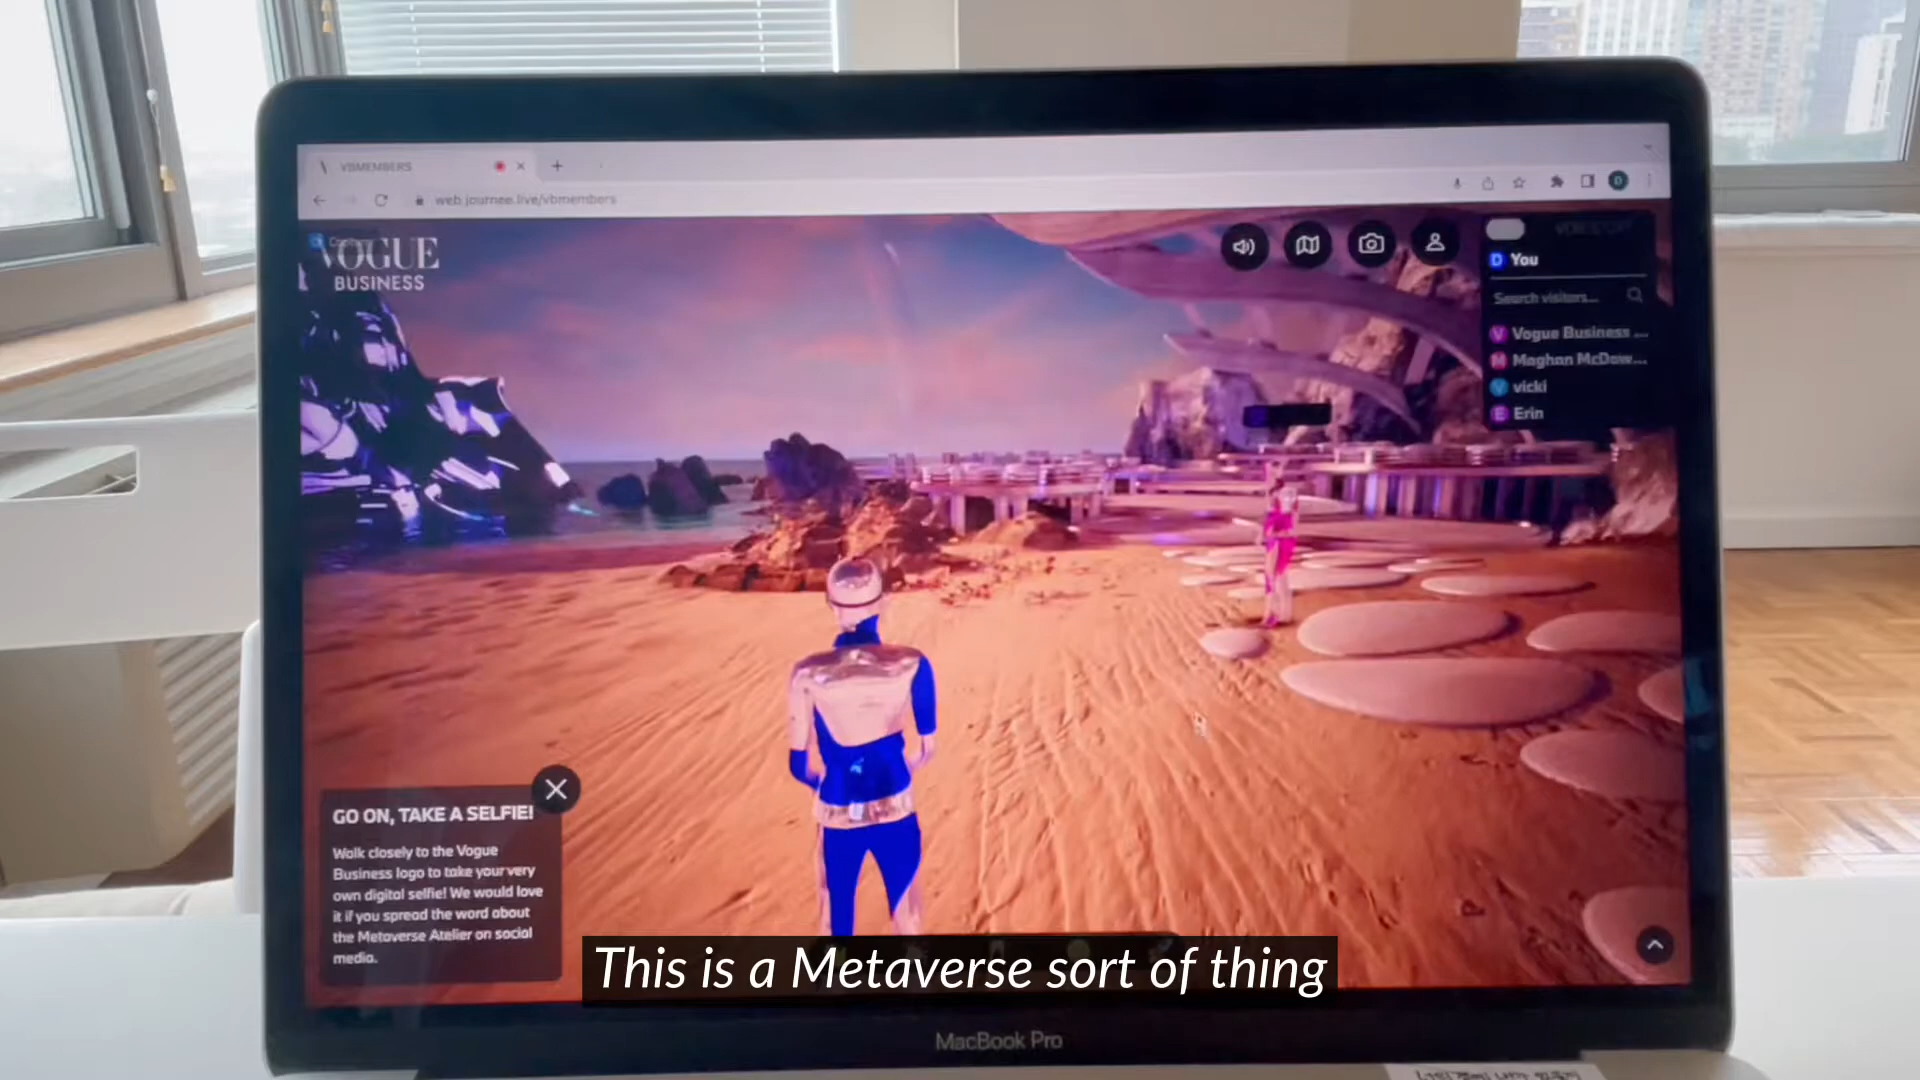 VBMEMBERS
web.journee.live/vbmembers
VOGUE
BUSINESS
D You
Search visitors...
V Vogue Business ...
M Maghan McDow...
V vicki
E Erin
GO ON, TAKE A SELFIE!
Walk closely to the Vogue
Business logo to take your very
own digital selfie! We would love
it if you spread the word about
the Metaverse Atelier on social
media.
This is a Metaverse sort of thing
MacBook Pro